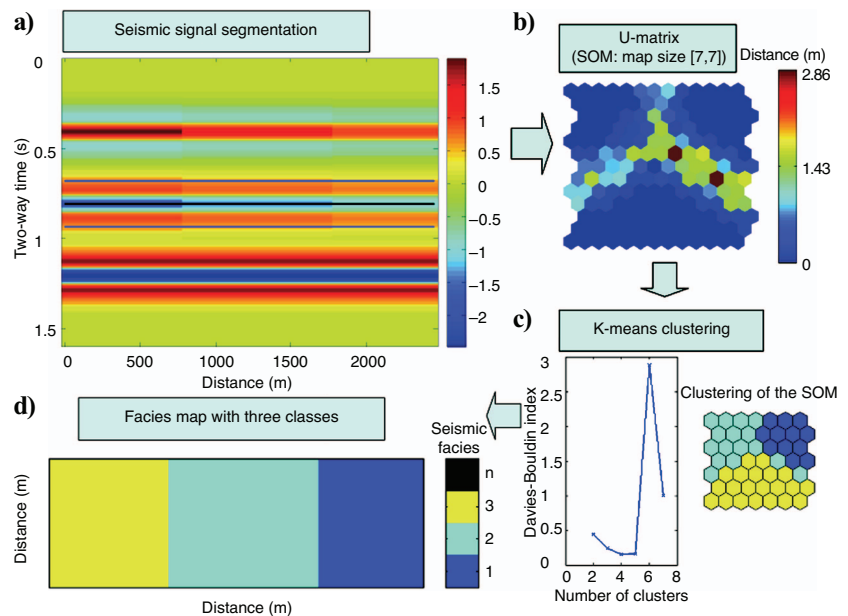 a)
Seismic signal segmentation
0
0.5
1
1.5
Two-way time (s)
0
500
1000
1500
2000
Distance (m)
1.5
1
0.5
0
−0.5
−1
−1.5
−2
b)
U-matrix
(SOM: map size [7,7])
Distance (m)
2.86
1.43
0
c)
K-means clustering
Davies-Bouldin index
3
2.5
2
1.5
1
0.5
0
0 2 4 6 8
Number of clusters
Clustering of the SOM
d)
Facies map with three classes
Distance (m)
Distance (m)
Seismic
facies
n
3
2
1